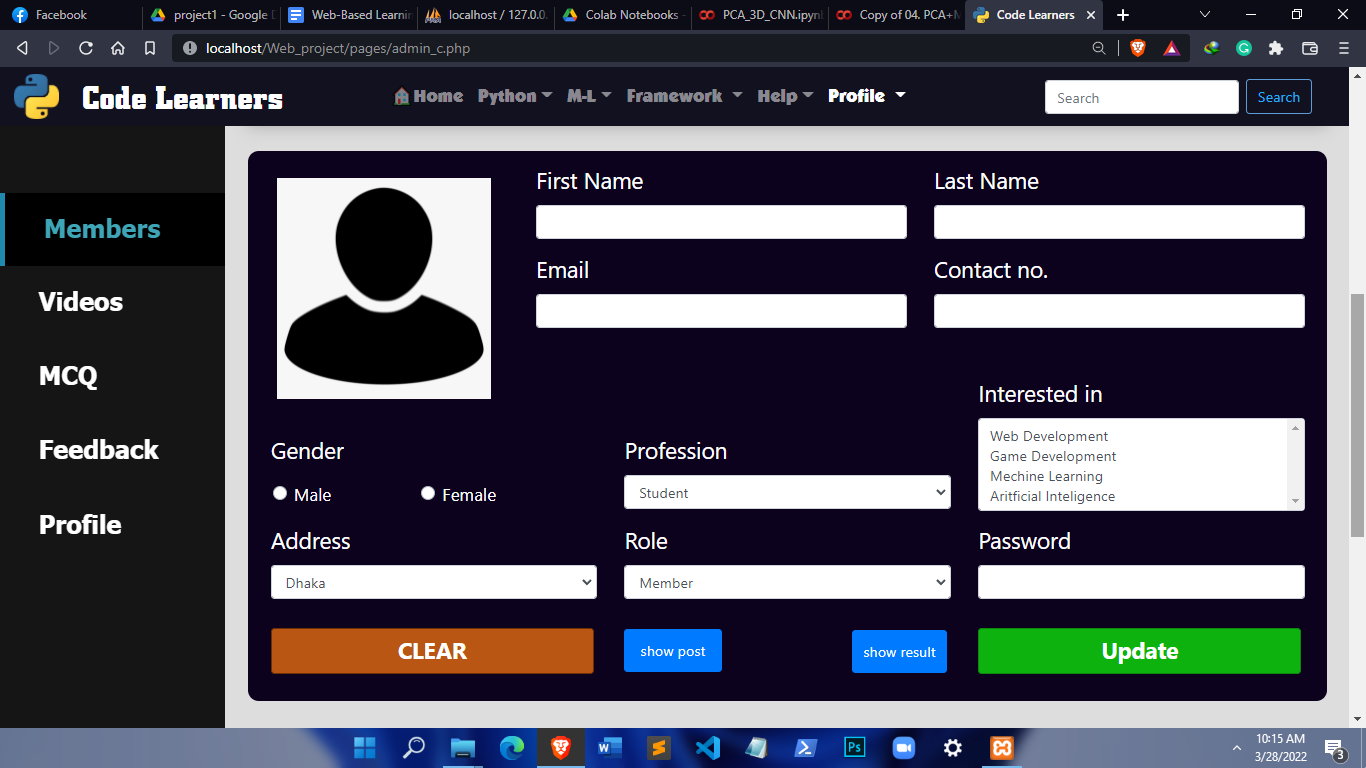 Facebook
project1 - Google D
Web-Based Learnin
localhost / 127.0.0.
Colab Notebooks -
PCA_3D_CNN.ipynb
Copy of 04. PCA+M
Code Learners
localhost/Web_project/pages/admin_c.php
Code Learners
Home Python M-L Framework Help Profile
Search Search
Members
Videos
MCQ
Feedback
Profile
First Name Last Name
Email Contact no.
Interested in
Web Development
Game Development
Mechine Learning
Aritficial Inteligence
Gender Profession
Male Female Student
Address Role Password
Dhaka Member
CLEAR show post show result Update
10:15 AM
3/28/2022
3